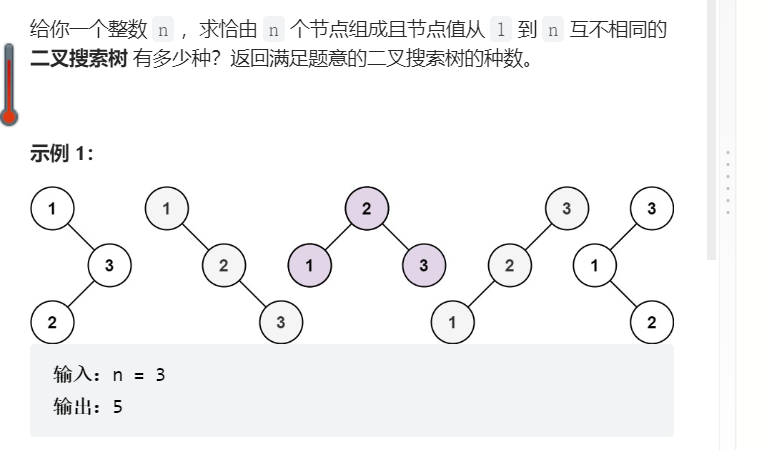 给你一个整数 n ，求恰由 n 个节点组成且节点值从 1 到 n 互不相同的
二叉搜索树 有多少种？返回满足题意的二叉搜索树的种数。
示例 1：
1 1 2 3 3
3 2 1 3 2 1
2 3 1 2
输入：n = 3
输出：5